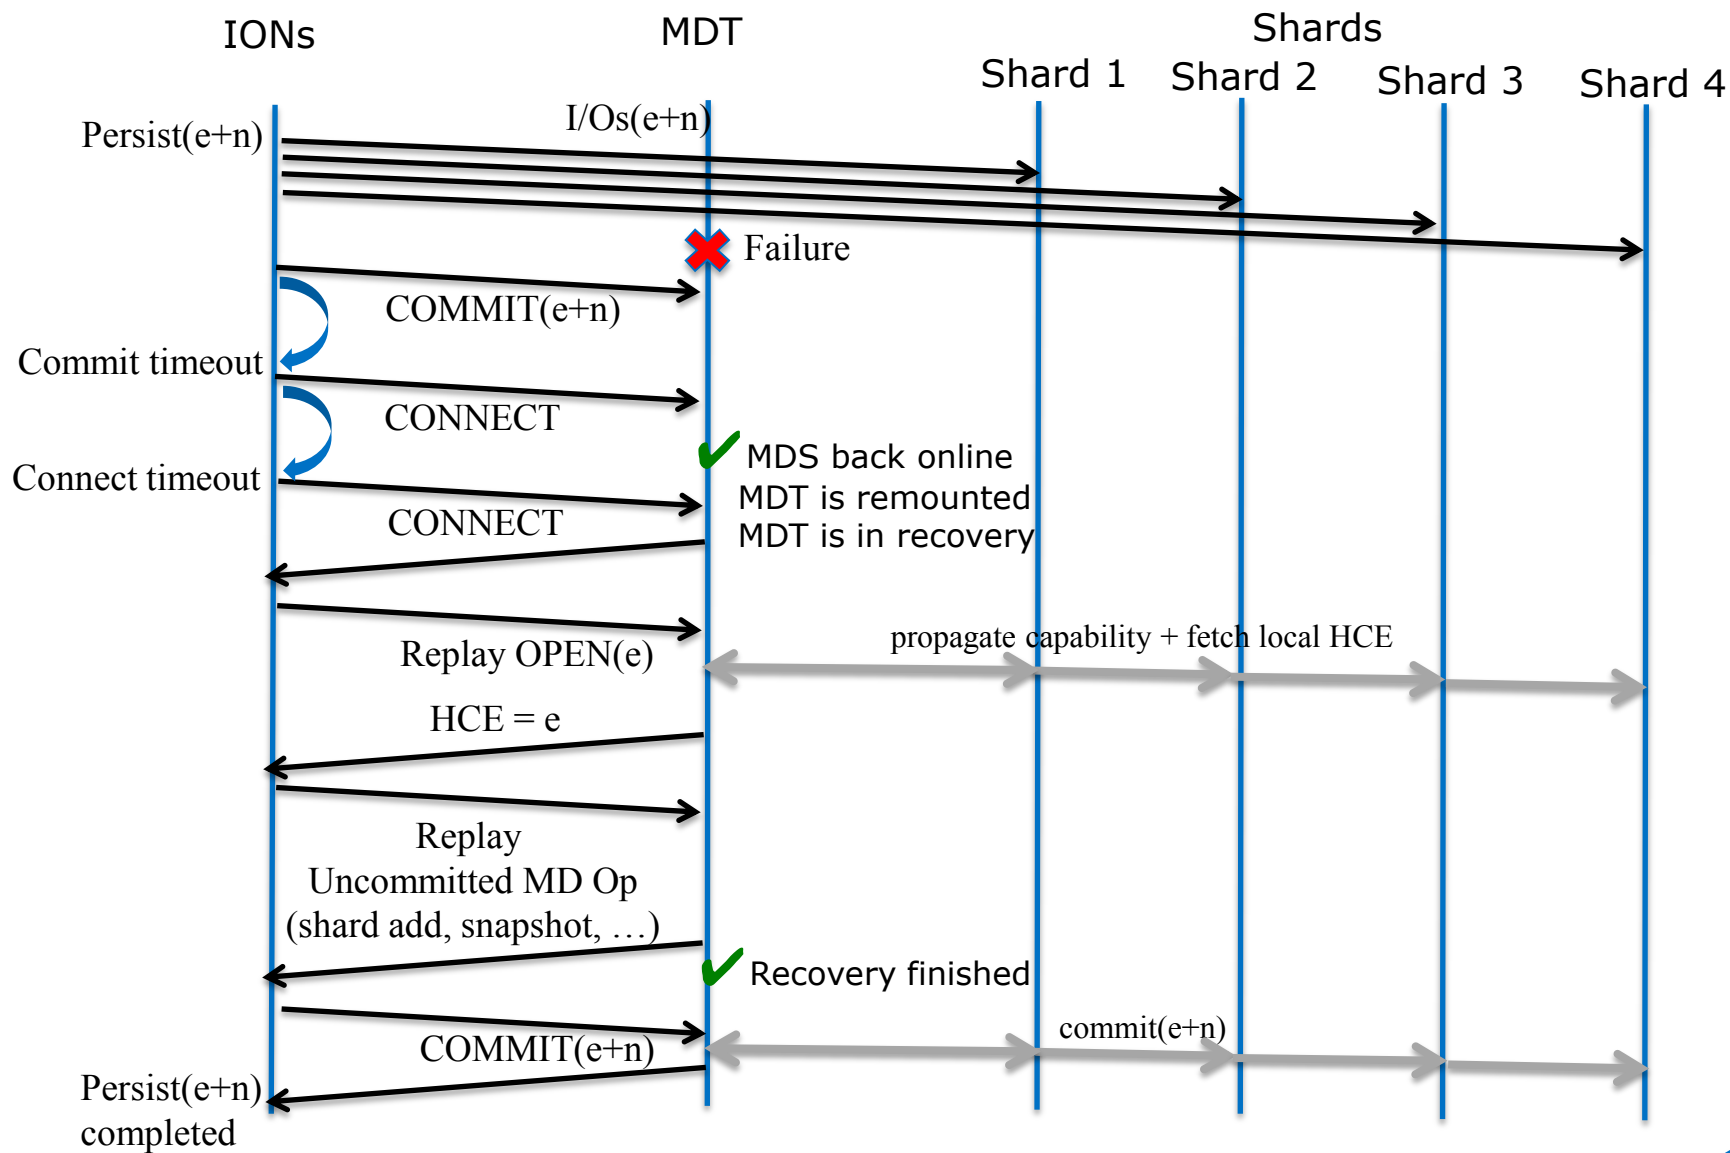 IONs
MDT
Shards
Shard 1
Shard 2
Shard 3
Shard 4
Persist(e+n)
I/Os(e+n)
Failure
COMMIT(e+n)
Commit timeout
CONNECT
MDS back online
Connect timeout
MDT is remounted
CONNECT
MDT is in recovery
propagate capability + fetch local HCE
Replay OPEN(e)
HCE = e
Replay
Uncommitted MD Op
(shard add, snapshot, …)
Recovery finished
commit(e+n)
COMMIT(e+n)
Persist(e+n)
completed